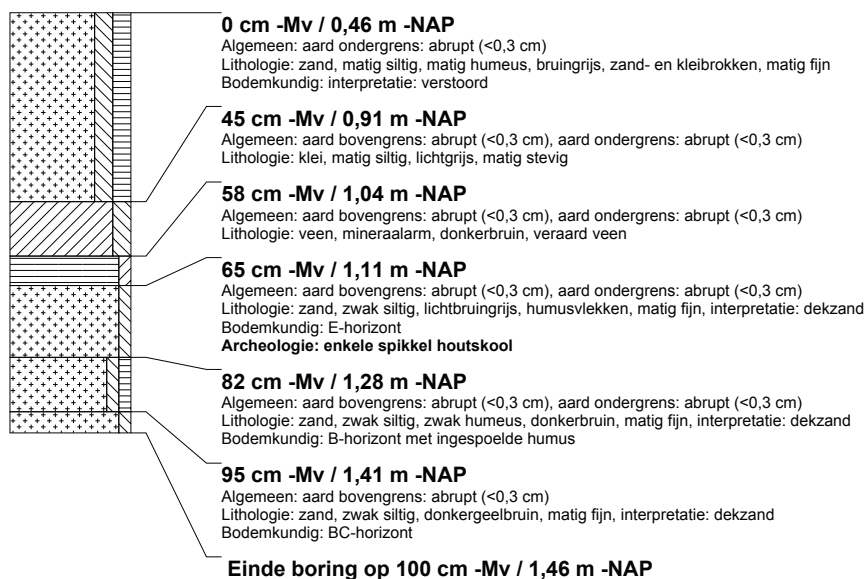 0 cm -Mv / 0,46 m -NAP
Algemeen: aard ondergrens: abrupt (<0,3 cm)
Lithologie: zand, matig siltig, matig humeus, bruingrijs, zand- en kleibrokken, matig fijn
Bodemkundig: interpretatie: verstoord
45 cm -Mv / 0,91 m -NAP
Algemeen: aard bovengrens: abrupt (<0,3 cm), aard ondergrens: abrupt (<0,3 cm)
Lithologie: klei, matig siltig, lichtgrijs, matig stevig
58 cm -Mv / 1,04 m -NAP
Algemeen: aard bovengrens: abrupt (<0,3 cm), aard ondergrens: abrupt (<0,3 cm)
Lithologie: veen, mineraalarm, donkerbruin, veraard veen
65 cm -Mv / 1,11 m -NAP
Algemeen: aard bovengrens: abrupt (<0,3 cm), aard ondergrens: abrupt (<0,3 cm)
Lithologie: zand, zwak siltig, lichtbruingrijs, humusvlekken, matig fijn, interpretatie: dekzand
Bodemkundig: E-horizont
Archeologie: enkele spikkel houtskool
82 cm -Mv / 1,28 m -NAP
Algemeen: aard bovengrens: abrupt (<0,3 cm), aard ondergrens: abrupt (<0,3 cm)
Lithologie: zand, zwak siltig, zwak humeus, donkerbruin, matig fijn, interpretatie: dekzand
Bodemkundig: B-horizont met ingespoelde humus
95 cm -Mv / 1,41 m -NAP
Algemeen: aard bovengrens: abrupt (<0,3 cm)
Lithologie: zand, zwak siltig, donkergeelbruin, matig fijn, interpretatie: dekzand
Bodemkundig: BC-horizont
Einde boring op 100 cm -Mv / 1,46 m -NAP